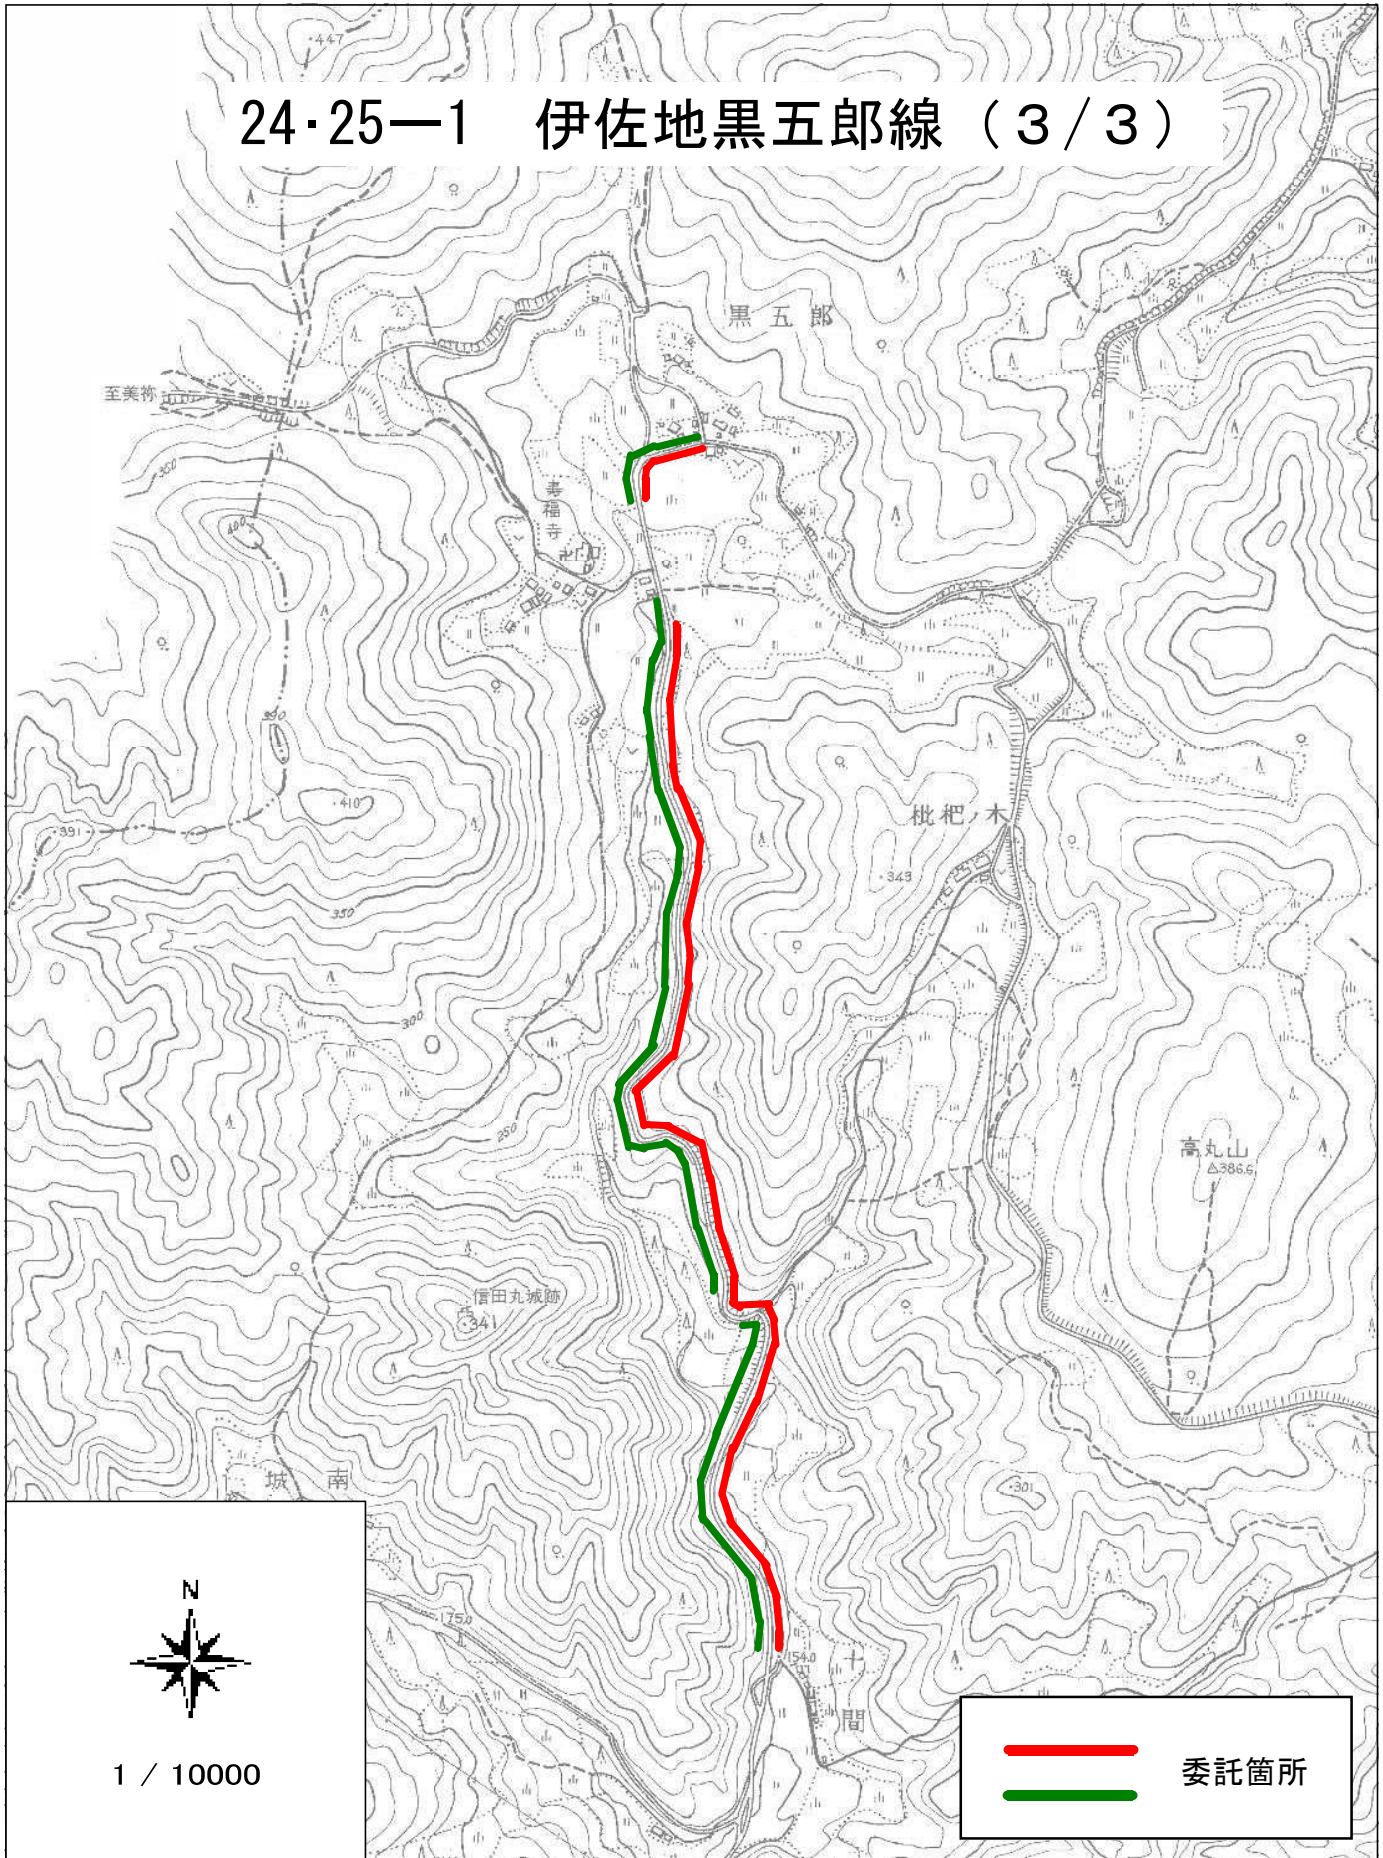 ・447
24・25―1　伊佐地黒五郎線（３/３）
黒五郎
至美祢
350
400
寿福寺
390
・410
・391
枇杷ノ木
・343
350
300
250
高丸山
△386.6
信田丸城跡
・341
城南
・301
175.0
N
154.0
十間
1 / 10000
委託箇所